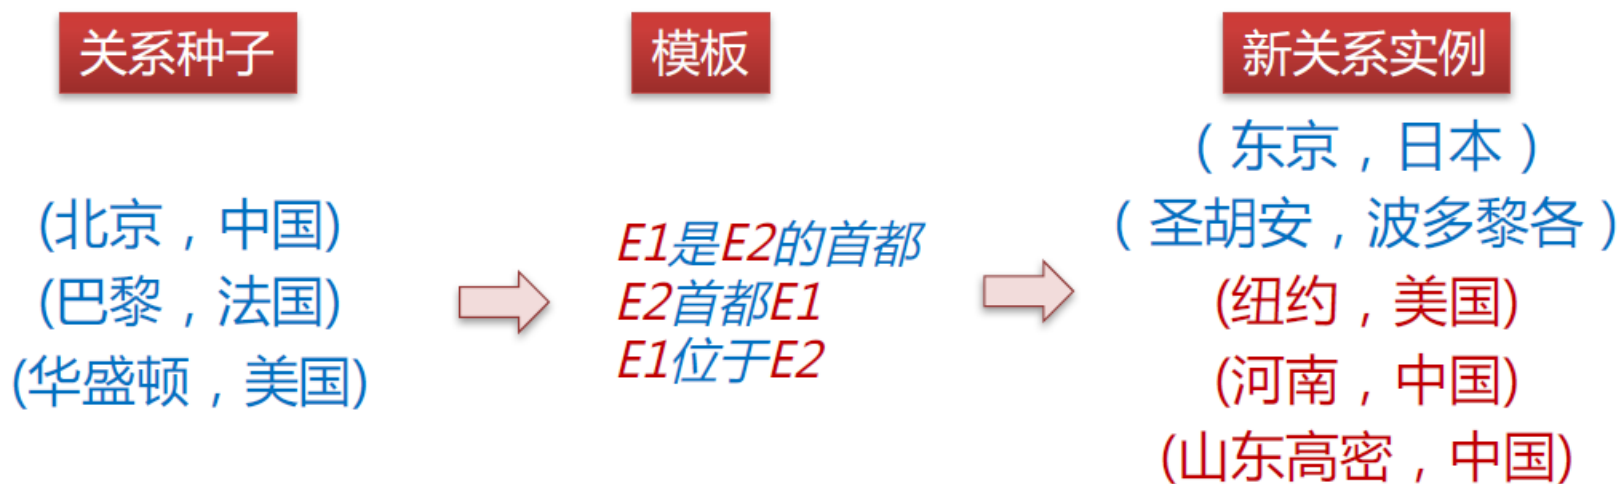 关系种子
(北京，中国)
(巴黎，法国)
(华盛顿，美国)
模板
E1是E2的首都
E2首都E1
E1位于E2
新关系实例
（东京，日本）
（圣胡安，波多黎各）
(纽约，美国)
(河南，中国)
(山东高密，中国)